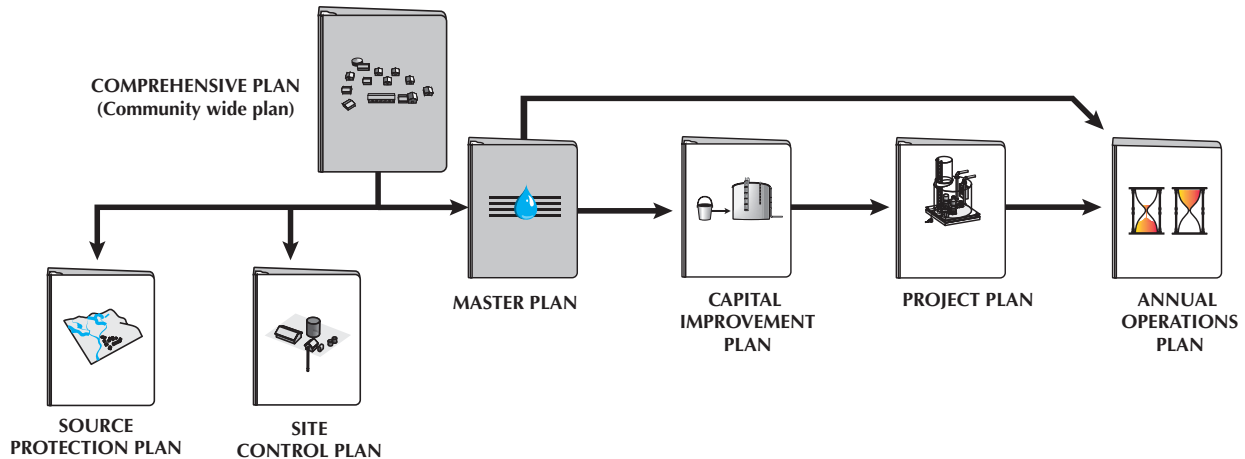 COMPREHENSIVE PLAN
(Community wide plan)
MASTER PLAN
CAPITAL
IMPROVEMENT
PLAN
PROJECT PLAN
ANNUAL
OPERATIONS
PLAN
SOURCE
PROTECTION PLAN
SITE
CONTROL PLAN